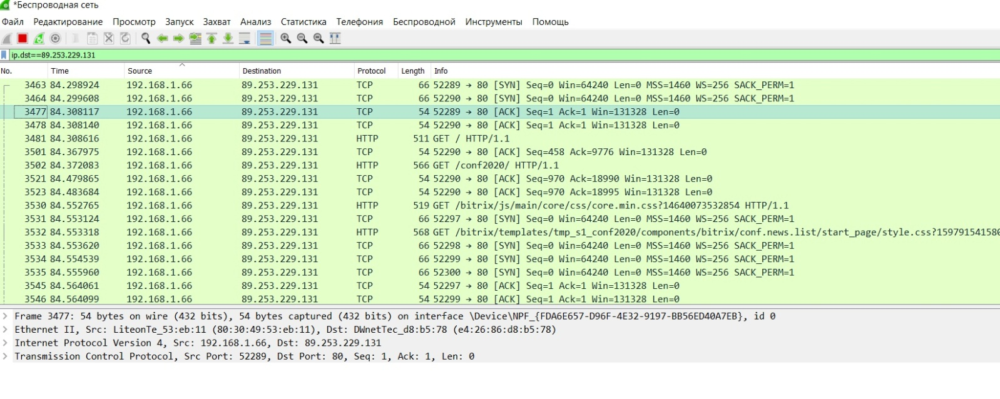 *Беспроводная сеть
Файл Редактирование Просмотр Запуск Захват Анализ Статистика Телефония Беспроводной Инструменты Помощь
ip.dst==89.253.229.131
No. Time Source Destination Protocol Length Info
3463 84.298924 192.168.1.66 89.253.229.131 TCP 66 52289 → 80 [SYN] Seq=0 Win=64240 Len=0 MSS=1460 WS=256 SACK_PERM=1
3464 84.299608 192.168.1.66 89.253.229.131 TCP 66 52290 → 80 [SYN] Seq=0 Win=64240 Len=0 MSS=1460 WS=256 SACK_PERM=1
3477 84.308117 192.168.1.66 89.253.229.131 TCP 54 52289 → 80 [ACK] Seq=1 Ack=1 Win=131328 Len=0
3478 84.308140 192.168.1.66 89.253.229.131 TCP 54 52290 → 80 [ACK] Seq=1 Ack=1 Win=131328 Len=0
3481 84.308616 192.168.1.66 89.253.229.131 HTTP 511 GET / HTTP/1.1
3501 84.367975 192.168.1.66 89.253.229.131 TCP 54 52290 → 80 [ACK] Seq=458 Ack=9776 Win=131328 Len=0
3502 84.372083 192.168.1.66 89.253.229.131 HTTP 566 GET /conf2020/ HTTP/1.1
3521 84.479865 192.168.1.66 89.253.229.131 TCP 54 52290 → 80 [ACK] Seq=970 Ack=18990 Win=131328 Len=0
3523 84.483684 192.168.1.66 89.253.229.131 TCP 54 52290 → 80 [ACK] Seq=970 Ack=18995 Win=131328 Len=0
3530 84.552765 192.168.1.66 89.253.229.131 HTTP 519 GET /bitrix/js/main/core/css/core.min.css?14640073532854 HTTP/1.1
3531 84.553124 192.168.1.66 89.253.229.131 TCP 66 52297 → 80 [SYN] Seq=0 Win=64240 Len=0 MSS=1460 WS=256 SACK_PERM=1
3532 84.553318 192.168.1.66 89.253.229.131 HTTP 568 GET /bitrix/templates/tmp_s1_conf2020/components/bitrix/conf.news.list/start_page/style.css?159791541580
3533 84.553620 192.168.1.66 89.253.229.131 TCP 66 52298 → 80 [SYN] Seq=0 Win=64240 Len=0 MSS=1460 WS=256 SACK_PERM=1
3534 84.554539 192.168.1.66 89.253.229.131 TCP 66 52299 → 80 [SYN] Seq=0 Win=64240 Len=0 MSS=1460 WS=256 SACK_PERM=1
3535 84.555960 192.168.1.66 89.253.229.131 TCP 66 52300 → 80 [SYN] Seq=0 Win=64240 Len=0 MSS=1460 WS=256 SACK_PERM=1
3545 84.564061 192.168.1.66 89.253.229.131 TCP 54 52297 → 80 [ACK] Seq=1 Ack=1 Win=131328 Len=0
3546 84.564099 192.168.1.66 89.253.229.131 TCP 54 52299 → 80 [ACK] Seq=1 Ack=1 Win=131328 Len=0
Frame 3477: 54 bytes on wire (432 bits), 54 bytes captured (432 bits) on interface \Device\NPF_{FDA6E657-D96F-4E32-9197-BB56ED40A7EB}, id 0
Ethernet II, Src: LiteonTe_53:eb:11 (80:30:49:53:eb:11), Dst: DWnetTec_d8:b5:78 (e4:26:86:d8:b5:78)
Internet Protocol Version 4, Src: 192.168.1.66, Dst: 89.253.229.131
Transmission Control Protocol, Src Port: 52289, Dst Port: 80, Seq: 1, Ack: 1, Len: 0